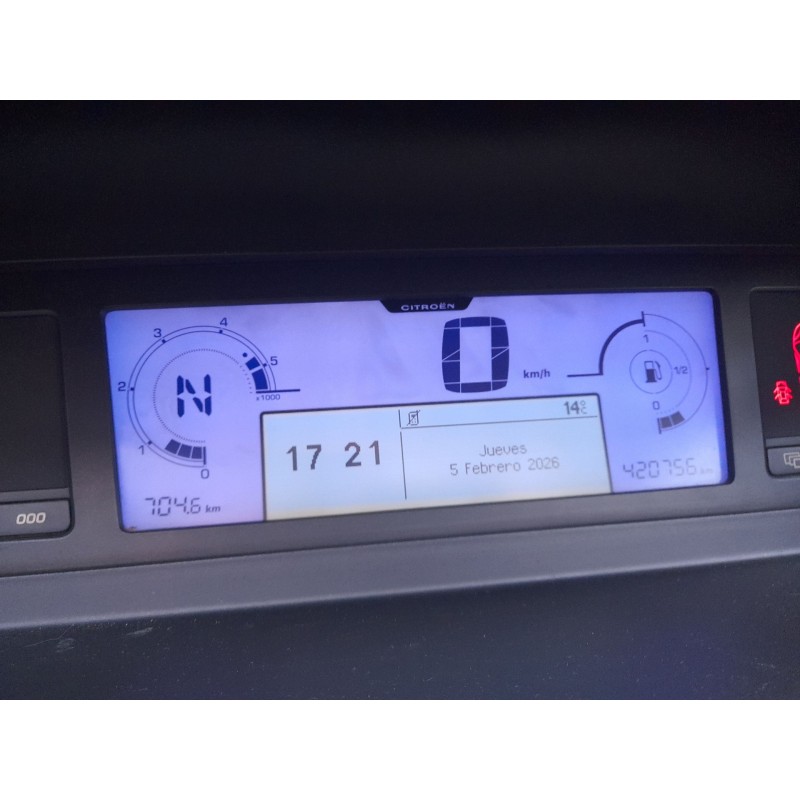 CITROËN
3
4
2
5
x1000
N
1
0
704.6 km
0 km/h
1
1/2
0
14°C
17 21
Jueves
5 Febrero 2026
420756 km
000